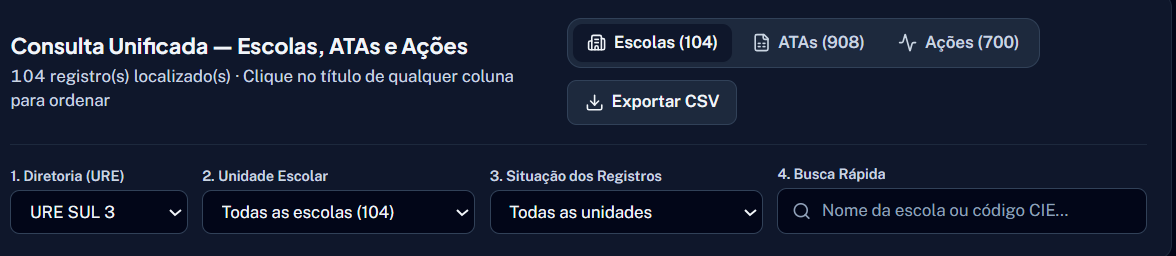 Consulta Unificada — Escolas, ATAs e Ações
104 registro(s) localizado(s) · Clique no título de qualquer coluna
para ordenar
Escolas (104)
ATAs (908)
Ações (700)
Exportar CSV
1. Diretoria (URE)
URE SUL 3
2. Unidade Escolar
Todas as escolas (104)
3. Situação dos Registros
Todas as unidades
4. Busca Rápida
Nome da escola ou código CIE...